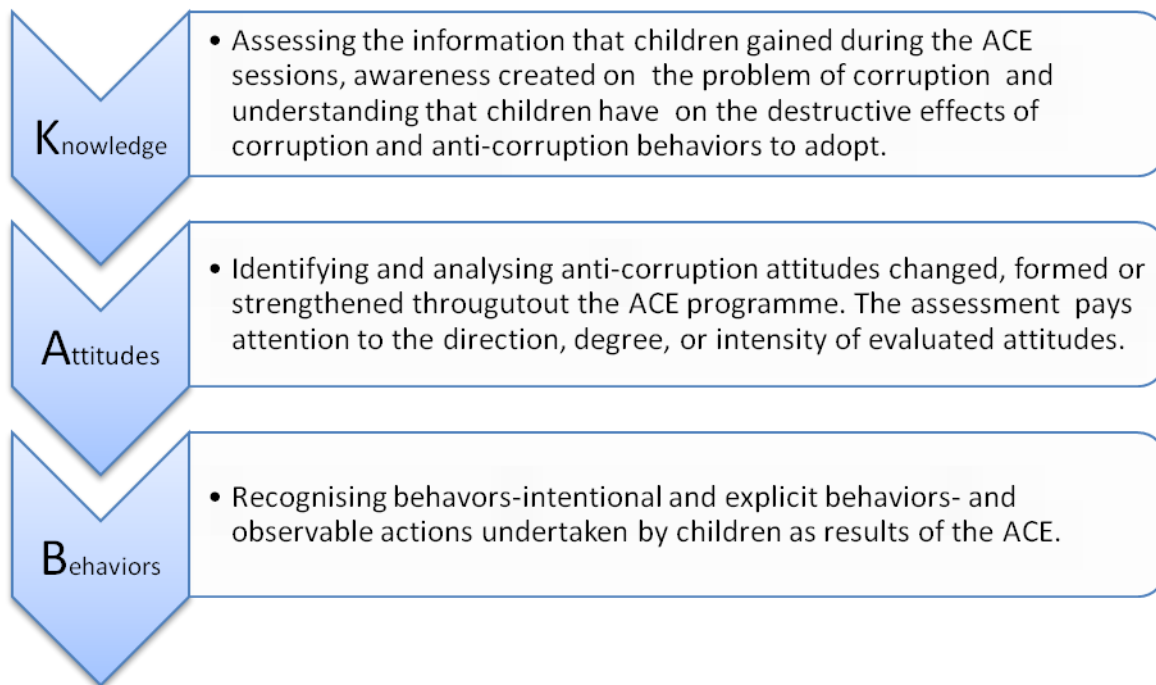 Knowledge
• Assessing the information that children gained during the ACE
sessions, awareness created on the problem of corruption and
understanding that children have on the destructive effects of
corruption and anti-corruption behaviors to adopt.
Attitudes
• Identifying and analysing anti-corruption attitudes changed, formed or
strengthened througutout the ACE programme. The assessment pays
attention to the direction, degree, or intensity of evaluated attitudes.
Behaviors
• Recognising behavors-intentional and explicit behaviors- and
observable actions undertaken by children as results of the ACE.